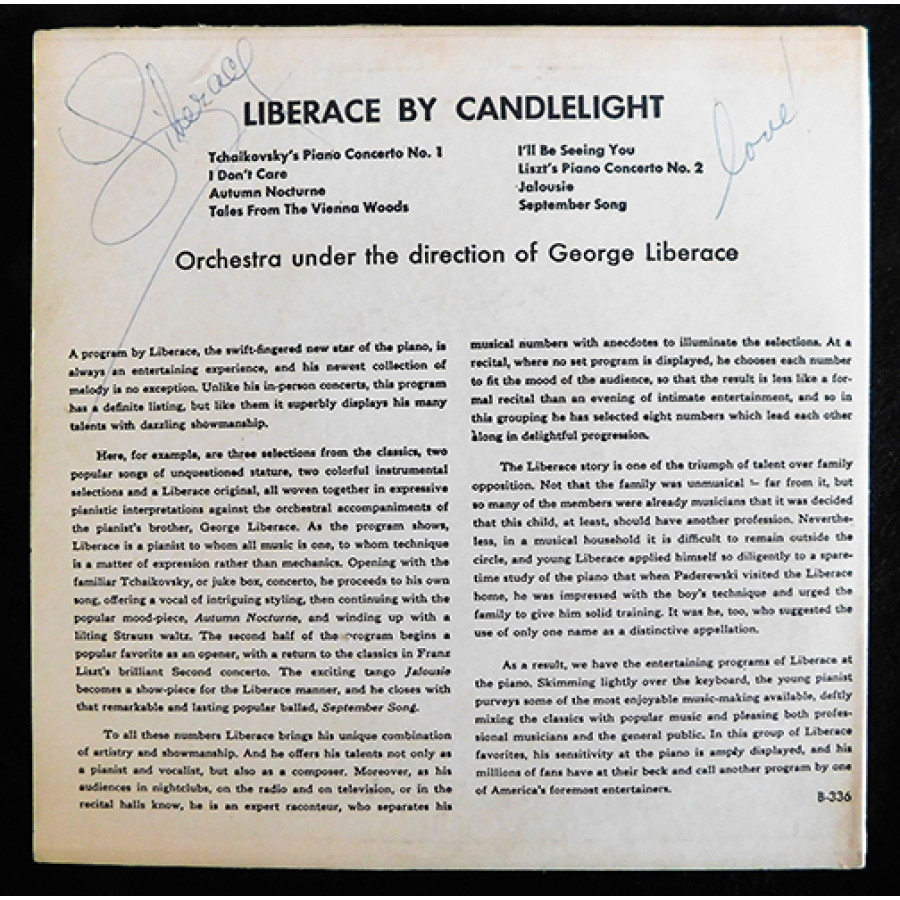 Liberace
love!
LIBERACE BY CANDLELIGHT
Tchaikovsky's Piano Concerto No. 1
I Don't Care
Autumn Nocturne
Tales From The Vienna Woods
I'll Be Seeing You
Liszt's Piano Concerto No. 2
Jalousie
September Song
Orchestra under the direction of George Liberace
A program by Liberace, the swift-fingered new star of the piano, is
always an entertaining experience, and his newest collection of
melody is no exception. Unlike his in-person concerts, this program
has a definite listing, but like them it superbly displays his many
talents with dazzling showmanship.
Here, for example, are three selections from the classics, two
popular songs of unquestioned stature, two colorful instrumental
selections and a Liberace original, all woven together in expressive
pianistic interpretations against the orchestral accompaniments of
the pianist's brother, George Liberace. As the program shows,
Liberace is a pianist to whom all music is one, to whom technique
is a matter of expression rather than mechanics. Opening with the
familiar Tchaikovsky, or juke box, concerto, he proceeds to his own
song, offering a vocal of intriguing styling, then continuing with the
popular mood-piece, Autumn Nocturne, and winding up with a
lilting Strauss waltz. The second half of the program begins a
popular favorite as an opener, with a return to the classics in Franz
Liszt's brilliant Second concerto. The exciting tango Jalousie
becomes a show-piece for the Liberace manner, and he closes with
that remarkable and lasting popular ballad, September Song.
To all these numbers Liberace brings his unique combination
of artistry and showmanship. And he offers his talents not only as
a pianist and vocalist, but also as a composer. Moreover, as his
audiences in nightclubs, on the radio and on television, or in the
recital halls know, he is an expert raconteur, who separates his
musical numbers with anecdotes to illuminate the selections. At a
recital, where no set program is displayed, he chooses each number
to fit the mood of the audience, so that the result is less like a for-
mal recital than an evening of intimate entertainment, and so in
this grouping he has selected eight numbers which lead each other
along in delightful progression.
The Liberace story is one of the triumph of talent over family
opposition. Not that the family was unmusical — far from it, but
so many of the members were already musicians that it was decided
that this child, at least, should have another profession. Neverthe-
less, in a musical household it is difficult to remain outside the
circle, and young Liberace applied himself so diligently to a spare-
time study of the piano that when Paderewski visited the Liberace
home, he was impressed with the boy's technique and urged the
family to give him solid training. It was he, too, who suggested the
use of only one name as a distinctive appellation.
As a result, we have the entertaining programs of Liberace at
the piano. Skimming lightly over the keyboard, the young pianist
purveys some of the most enjoyable music-making available, deftly
mixing the classics with popular music and pleasing both profes-
sional musicians and the general public. In this group of Liberace
favorites, his sensitivity at the piano is amply displayed, and his
millions of fans have at their beck and call another program by one
of America's foremost entertainers.
B-336